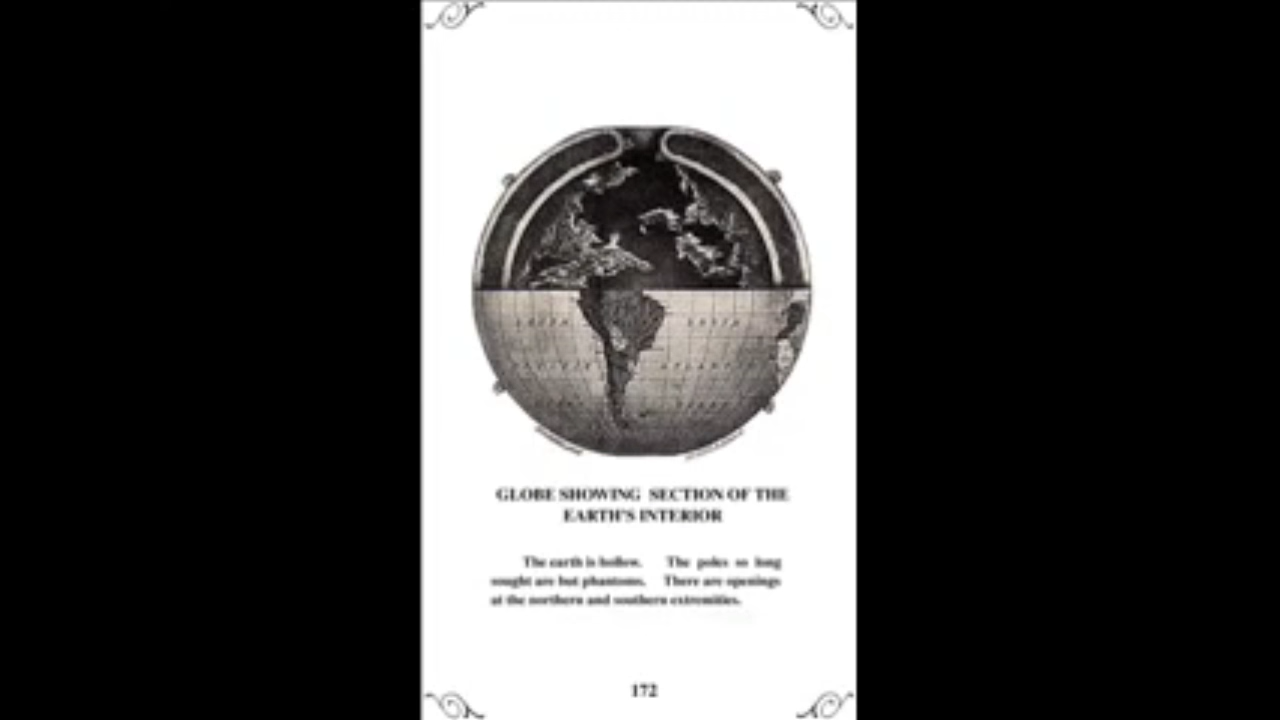 GLOBE SHOWING SECTION OF THE
EARTH'S INTERIOR
The earth is hollow. The poles so long
sought are but phantoms. There are openings
at the northern and southern extremities.
172